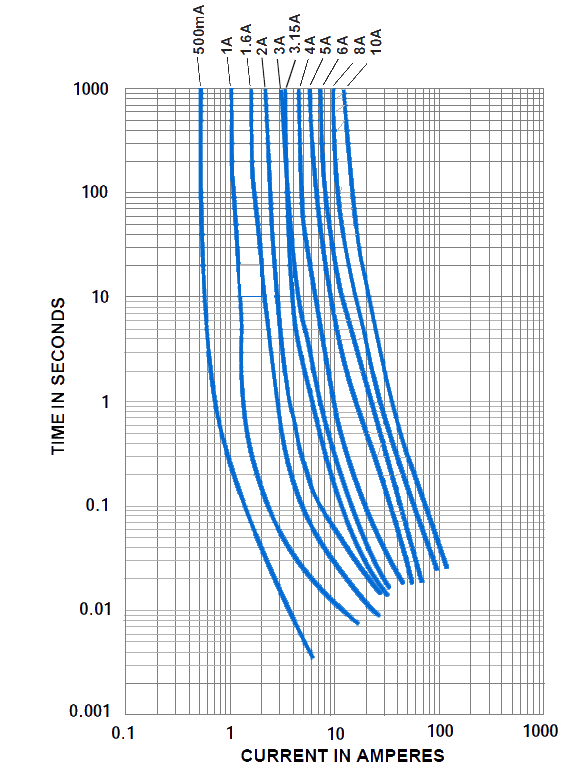 500mA
1A
1.6A
2A
3A
3.15A
4A
5A
6A
8A
10A
1000
100
10
1
0.1
0.01
0.001
TIME IN SECONDS
0.1
1
10
100
1000
CURRENT IN AMPERES